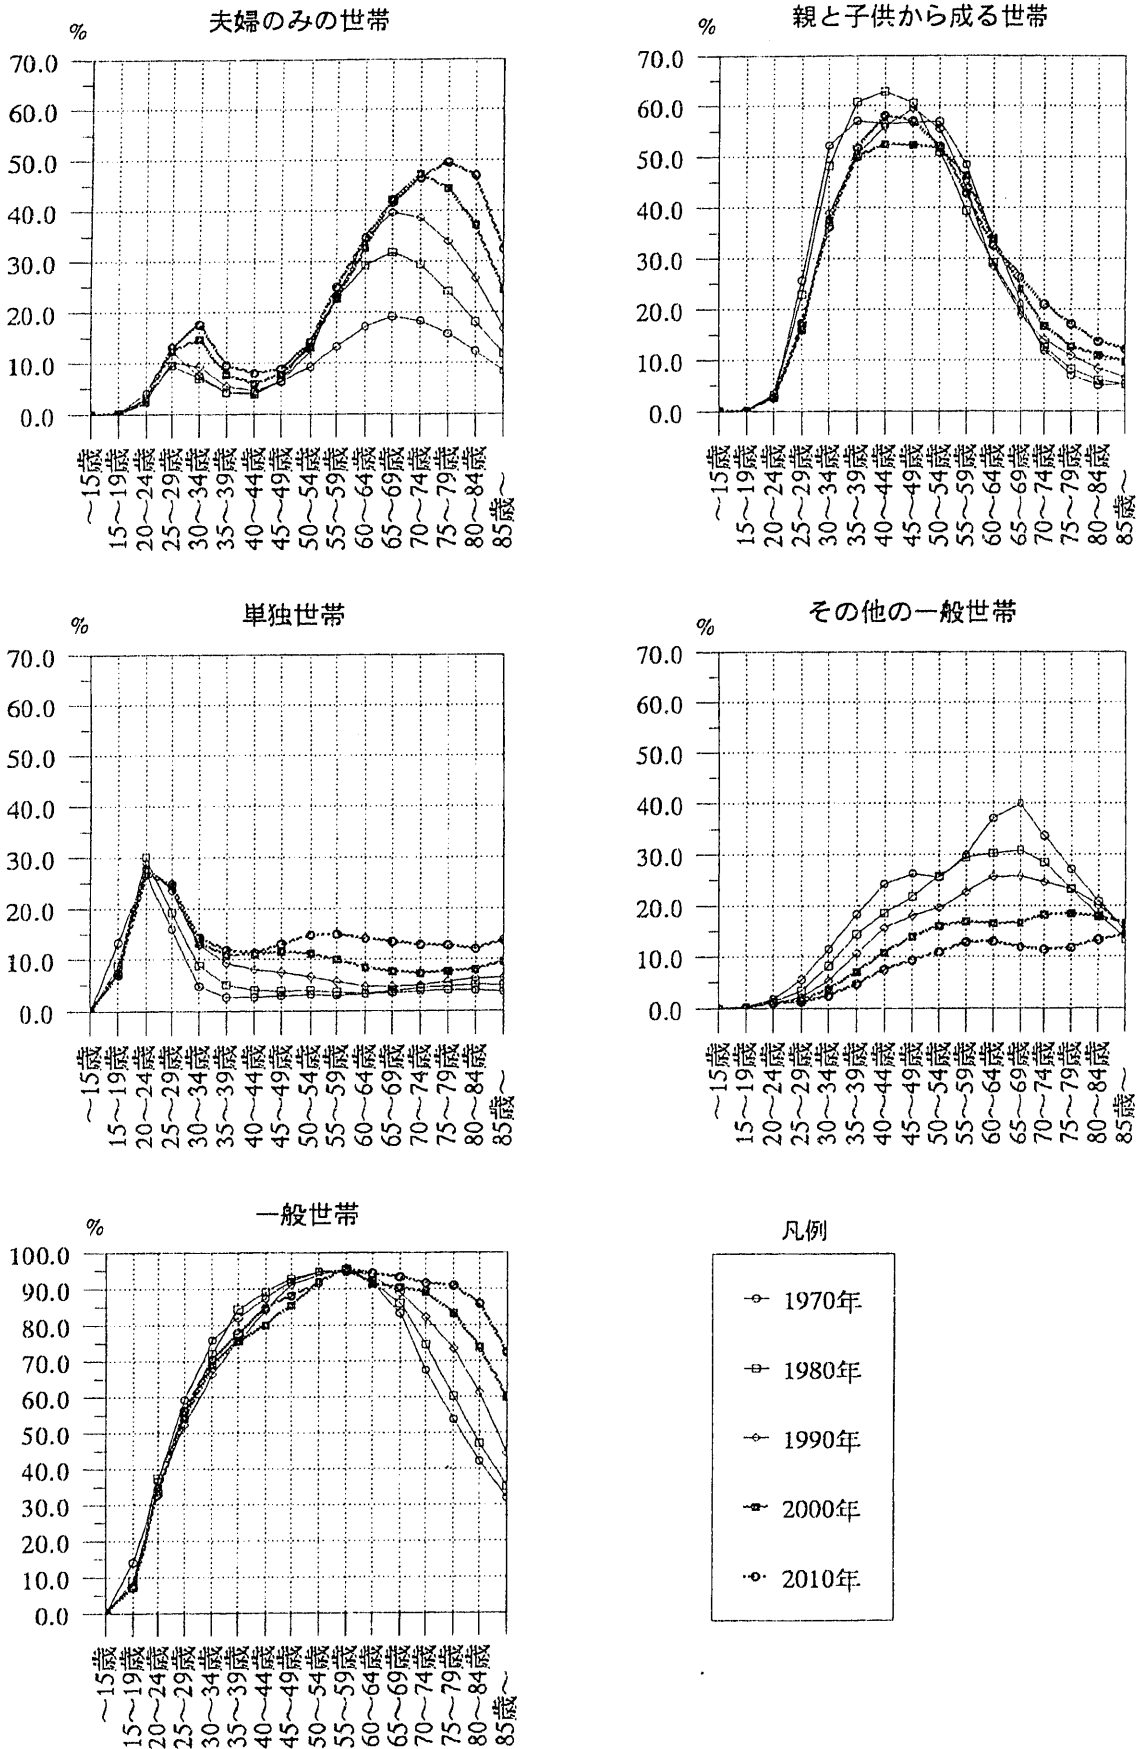 夫婦のみの世帯
%
70.0
60.0
50.0
40.0
30.0
20.0
10.0
0.0
～15歳
15～19歳
20～24歳
25～29歳
30～34歳
35～39歳
40～44歳
45～49歳
50～54歳
55～59歳
60～64歳
65～69歳
70～74歳
75～79歳
80～84歳
85歳～
親と子供から成る世帯
%
70.0
60.0
50.0
40.0
30.0
20.0
10.0
0.0
～15歳
15～19歳
20～24歳
25～29歳
30～34歳
35～39歳
40～44歳
45～49歳
50～54歳
55～59歳
60～64歳
65～69歳
70～74歳
75～79歳
80～84歳
85歳～
単独世帯
%
70.0
60.0
50.0
40.0
30.0
20.0
10.0
0.0
～15歳
15～19歳
20～24歳
25～29歳
30～34歳
35～39歳
40～44歳
45～49歳
50～54歳
55～59歳
60～64歳
65～69歳
70～74歳
75～79歳
80～84歳
85歳～
その他の一般世帯
%
70.0
60.0
50.0
40.0
30.0
20.0
10.0
0.0
～15歳
15～19歳
20～24歳
25～29歳
30～34歳
35～39歳
40～44歳
45～49歳
50～54歳
55～59歳
60～64歳
65～69歳
70～74歳
75～79歳
80～84歳
85歳～
一般世帯
%
100.0
90.0
80.0
70.0
60.0
50.0
40.0
30.0
20.0
10.0
0.0
～15歳
15～19歳
20～24歳
25～29歳
30～34歳
35～39歳
40～44歳
45～49歳
50～54歳
55～59歳
60～64歳
65～69歳
70～74歳
75～79歳
80～84歳
85歳～
凡例
1970年
1980年
1990年
2000年
2010年